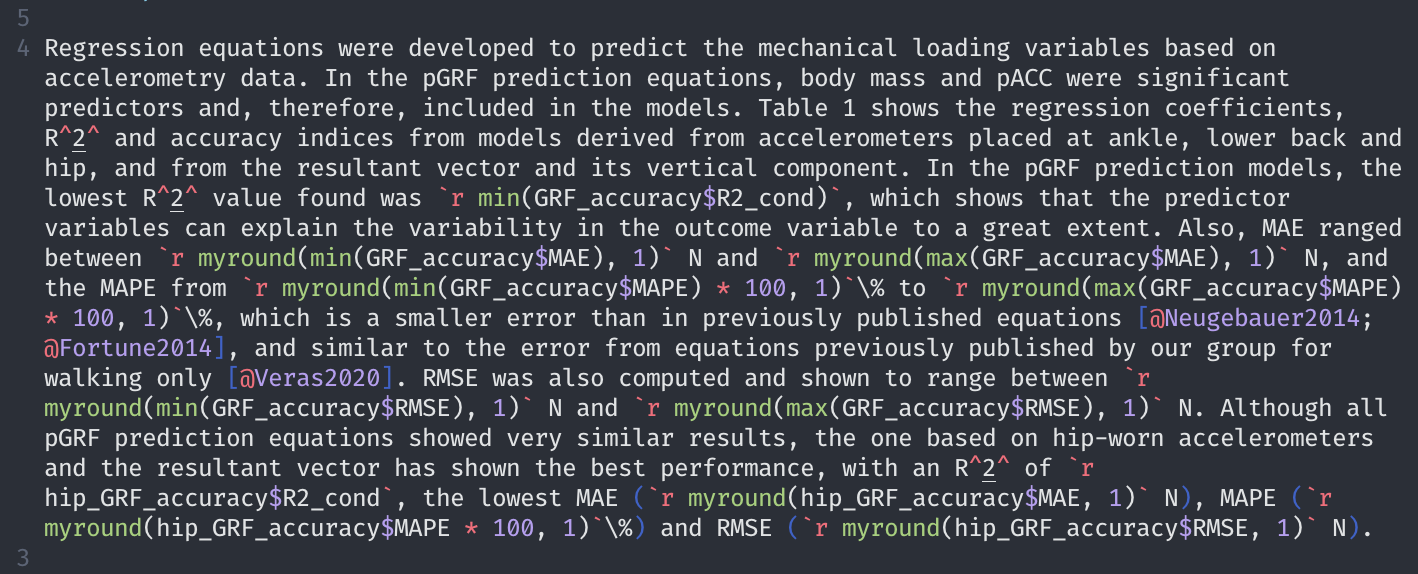 5
4 Regression equations were developed to predict the mechanical loading variables based on
accelerometry data. In the pGRF prediction equations, body mass and pACC were significant
predictors and, therefore, included in the models. Table 1 shows the regression coefficients,
R^2^ and accuracy indices from models derived from accelerometers placed at ankle, lower back and
hip, and from the resultant vector and its vertical component. In the pGRF prediction models, the
lowest R^2^ value found was `r min(GRF_accuracy$R2_cond)`, which shows that the predictor
variables can explain the variability in the outcome variable to a great extent. Also, MAE ranged
between `r myround(min(GRF_accuracy$MAE), 1)` N and `r myround(max(GRF_accuracy$MAE), 1)` N, and
the MAPE from `r myround(min(GRF_accuracy$MAPE) * 100, 1)`\% to `r myround(max(GRF_accuracy$MAPE)
* 100, 1)`\%, which is a smaller error than in previously published equations [@Neugebauer2014;
@Fortune2014], and similar to the error from equations previously published by our group for
walking only [@Veras2020]. RMSE was also computed and shown to range between `r
myround(min(GRF_accuracy$RMSE), 1)` N and `r myround(max(GRF_accuracy$RMSE), 1)` N. Although all
pGRF prediction equations showed very similar results, the one based on hip-worn accelerometers
and the resultant vector has shown the best performance, with an R^2^ of `r
hip_GRF_accuracy$R2_cond`, the lowest MAE (`r myround(hip_GRF_accuracy$MAE, 1)` N), MAPE (`r
myround(hip_GRF_accuracy$MAPE * 100, 1)`\%) and RMSE (`r myround(hip_GRF_accuracy$RMSE, 1)` N).
3